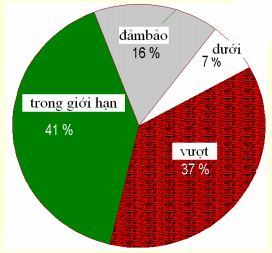 đảmbảo
16 %
dưới
7 %
trong giới hạn
41 %
vượt
37 %